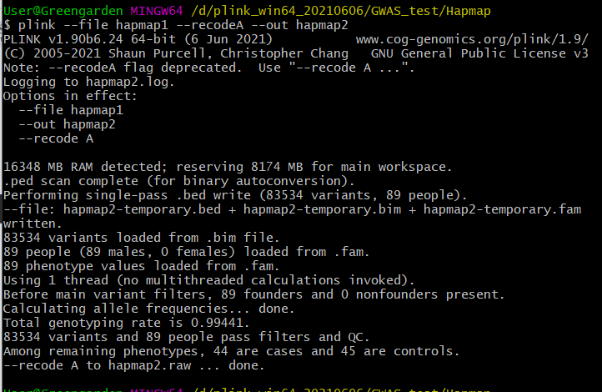 User@Greengarden MINGW64 /d/plink_win64_20210606/GWAS_test/Hapmap
$ plink --file hapmap1 --recodeA --out hapmap2
PLINK v1.90b6.24 64-bit (6 Jun 2021) www.cog-genomics.org/plink/1.9/
(C) 2005-2021 Shaun Purcell, Christopher Chang GNU General Public License v3
Note: --recodeA flag deprecated. Use "--recode A ...".
Logging to hapmap2.log.
Options in effect:
--file hapmap1
--out hapmap2
--recode A
16348 MB RAM detected; reserving 8174 MB for main workspace.
.ped scan complete (for binary autoconversion).
Performing single-pass .bed write (83534 variants, 89 people).
--file: hapmap2-temporary.bed + hapmap2-temporary.bim + hapmap2-temporary.fam
written.
83534 variants loaded from .bim file.
89 people (89 males, 0 females) loaded from .fam.
89 phenotype values loaded from .fam.
Using 1 thread (no multithreaded calculations invoked).
Before main variant filters, 89 founders and 0 nonfounders present.
Calculating allele frequencies... done.
Total genotyping rate is 0.99441.
83534 variants and 89 people pass filters and QC.
Among remaining phenotypes, 44 are cases and 45 are controls.
--recode A to hapmap2.raw ... done.
User@Greengarden MINGW64 /d/plink_win64_20210606/GWAS_test/Hapmap